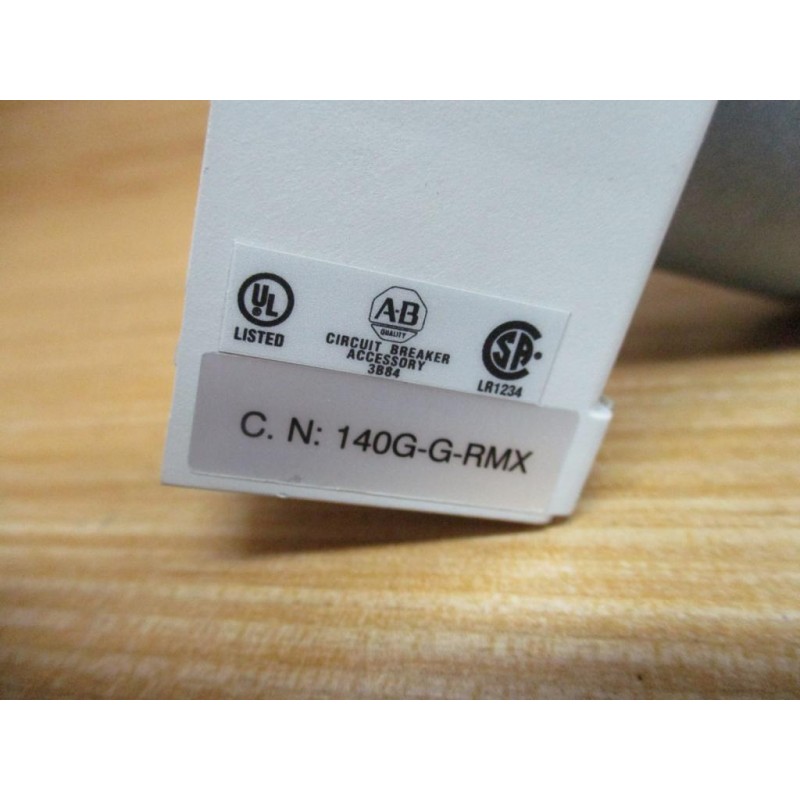 UL
LISTED
A-B
QUALITY
CIRCUIT BREAKER
ACCESSORY
3B84
SA
LR1234
C. N: 140G-G-RMX